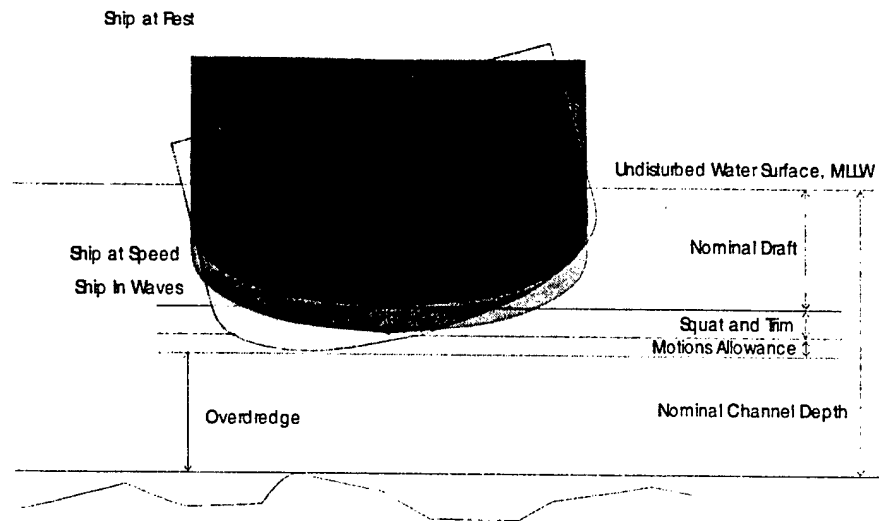 Ship at Rest
Undisturbed Water Surface, MLLW
Nominal Draft
Ship at Speed
Ship In Waves
Squat and Trim
Motions Allowance
Overdredge
Nominal Channel Depth